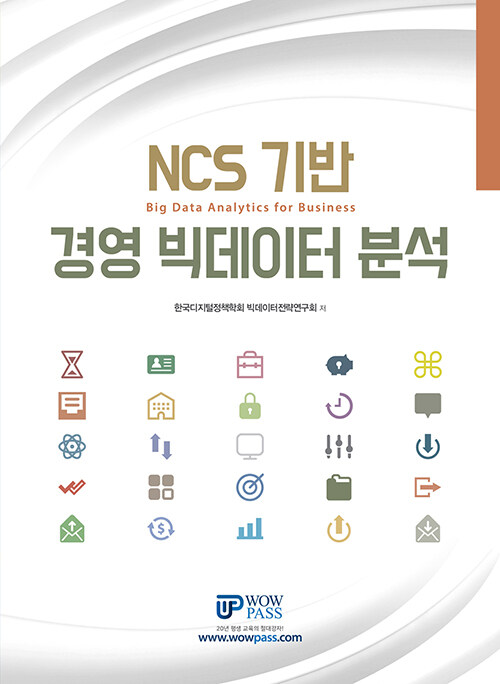 NCS 기반
Big Data Analytics for Business
경영 빅데이터 분석
한국디지털정책학회 빅데이터전략연구회 저
UP WOW
PASS
20년 평생 교육의 절대강자!
www.wowpass.com